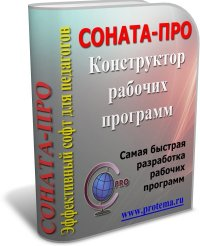 СОНАТА-ПРО
Эффективный софт для педагогов
СОНАТА-ПРО
Конструктор
рабочих
программ
Самая быстрая
разработка
рабочих
программ
PRO
www.protema.ru